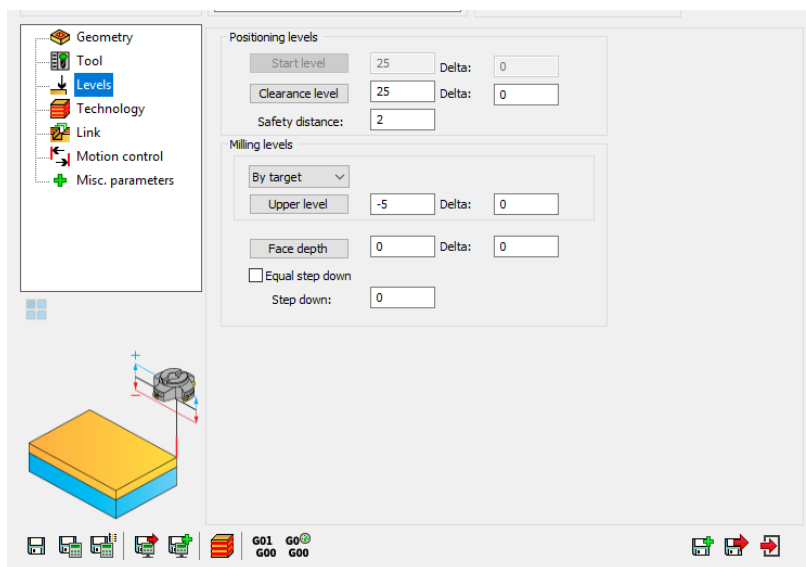 Geometry
Tool
Levels
Technology
Link
Motion control
Misc. parameters
Positioning levels
Start level 25 Delta: 0
Clearance level 25 Delta: 0
Safety distance: 2
Milling levels
By target
Upper level -5 Delta: 0
Face depth 0 Delta: 0
Equal step down
Step down: 0
+
−
G01 G0
G00 G00